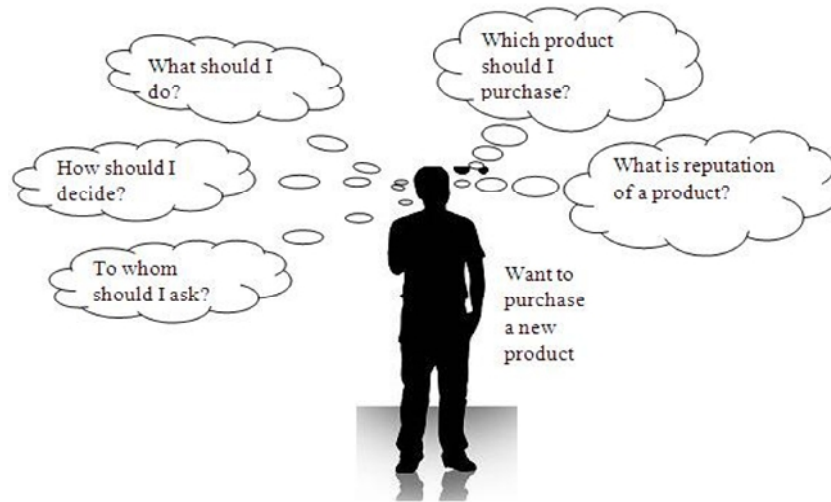 What should I
do?
Which product
should I
purchase?
How should I
decide?
What is reputation
of a product?
To whom
should I ask?
Want to
purchase
a new
product